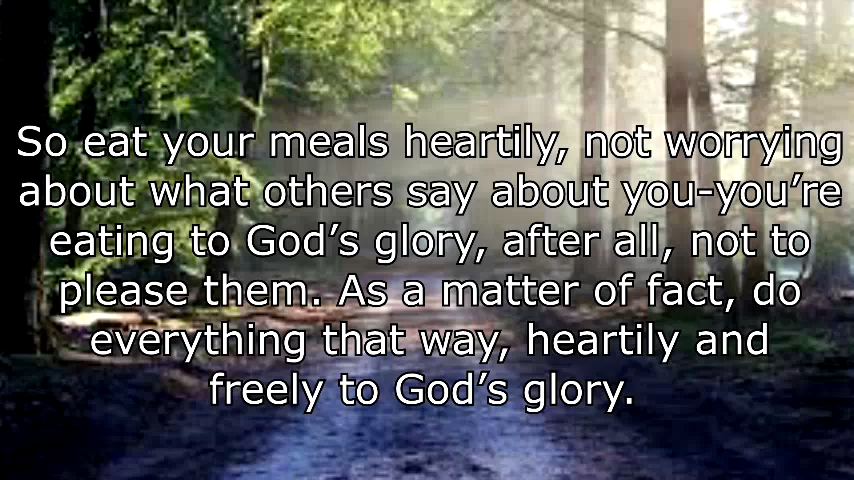 So eat your meals heartily, not worrying
about what others say about you-you’re
eating to God’s glory, after all, not to
please them. As a matter of fact, do
everything that way, heartily and
freely to God’s glory.